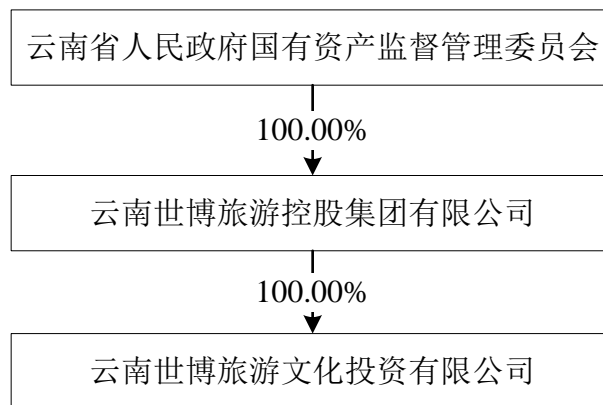 云南省人民政府国有资产监督管理委员会
100.00%
云南世博旅游控股集团有限公司
100.00%
云南世博旅游文化投资有限公司